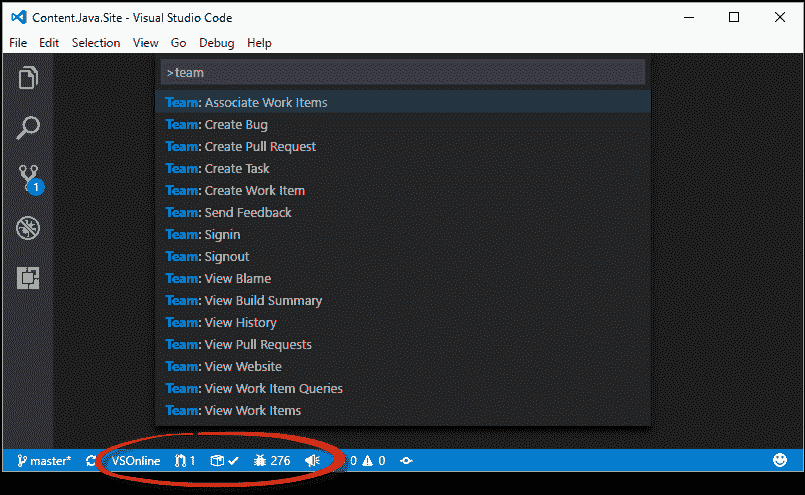 Content.Java.Site - Visual Studio Code
File Edit Selection View Go Debug Help
>team
Team: Associate Work Items
Team: Create Bug
Team: Create Pull Request
Team: Create Task
Team: Create Work Item
Team: Send Feedback
Team: Signin
Team: Signout
Team: View Blame
Team: View Build Summary
Team: View History
Team: View Pull Requests
Team: View Website
Team: View Work Item Queries
Team: View Work Items
1
master* VSOnline 1 276 0 0